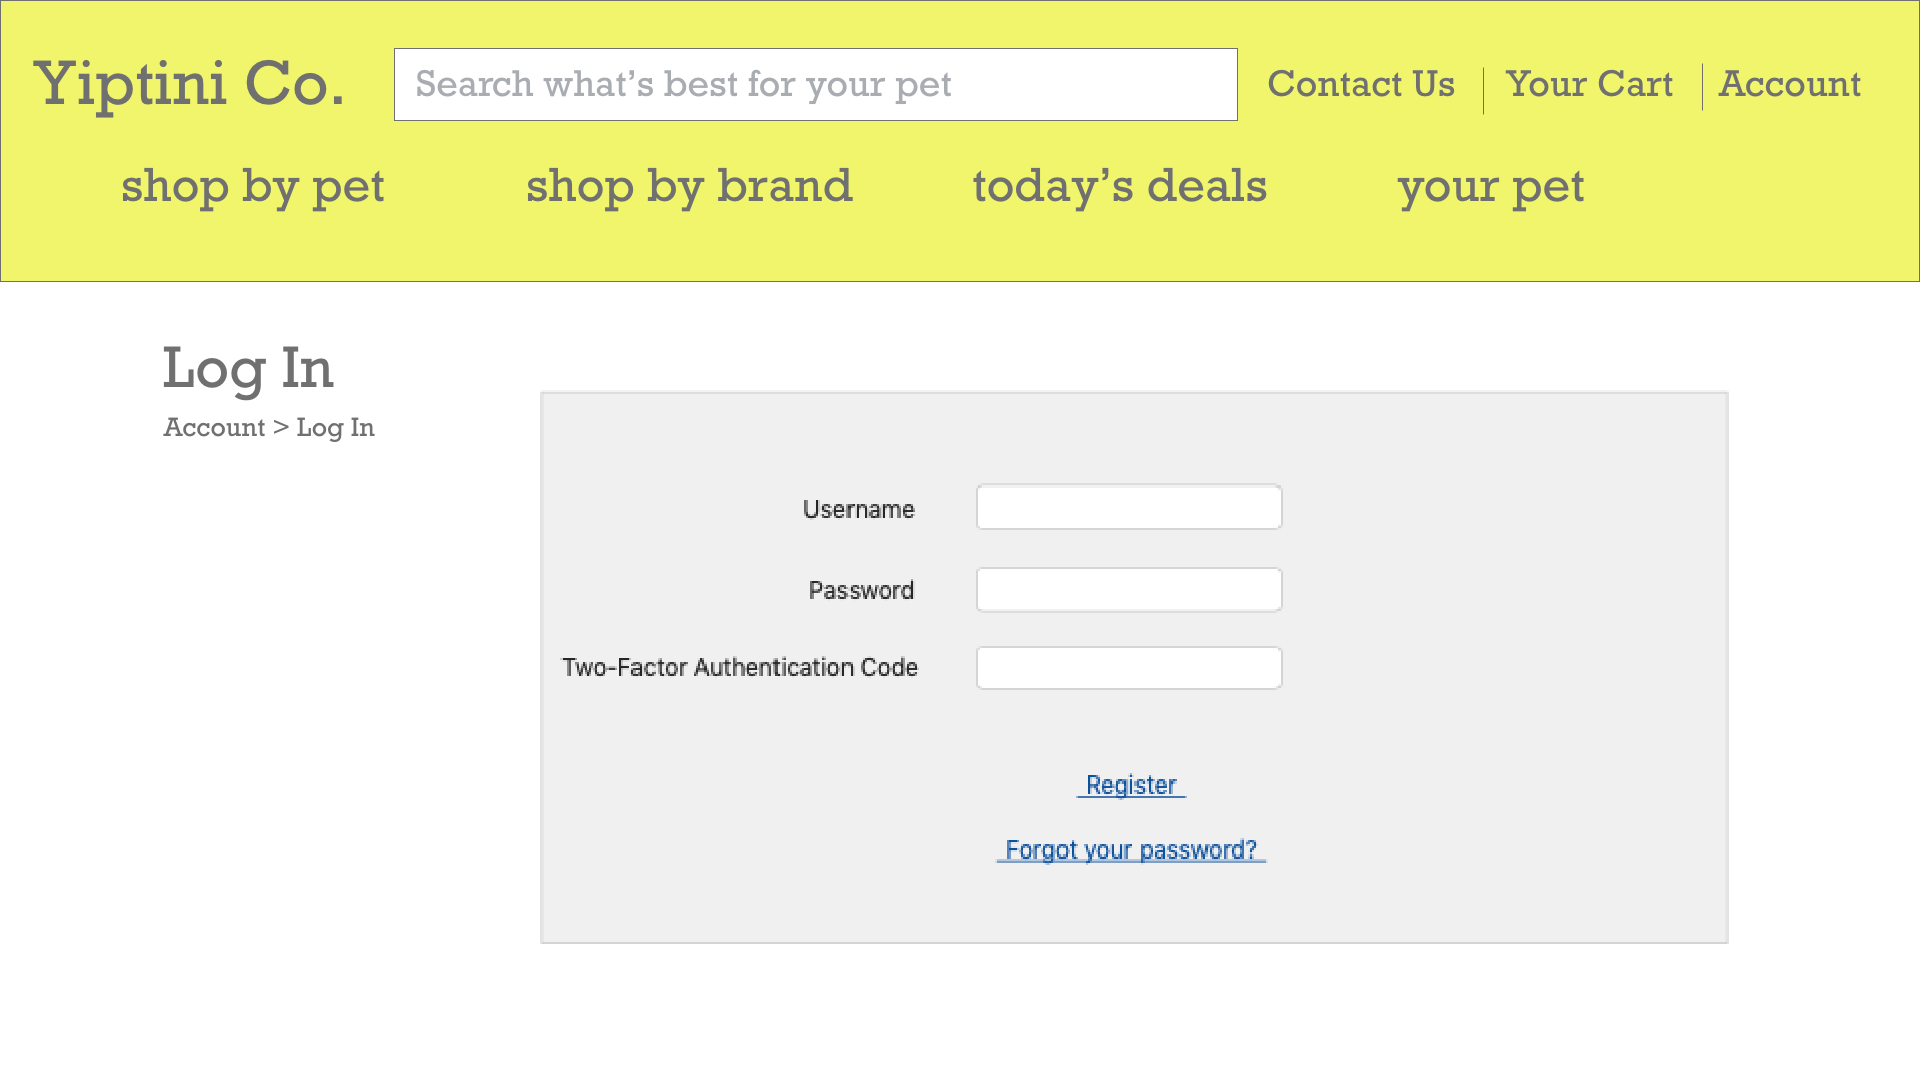 Yiptini Co.
Search what’s best for your pet
Contact Us
Your Cart
Account
shop by pet
shop by brand
today’s deals
your pet
Log In
Account > Log In
Username
Password
Two-Factor Authentication Code
Register
Forgot your password?